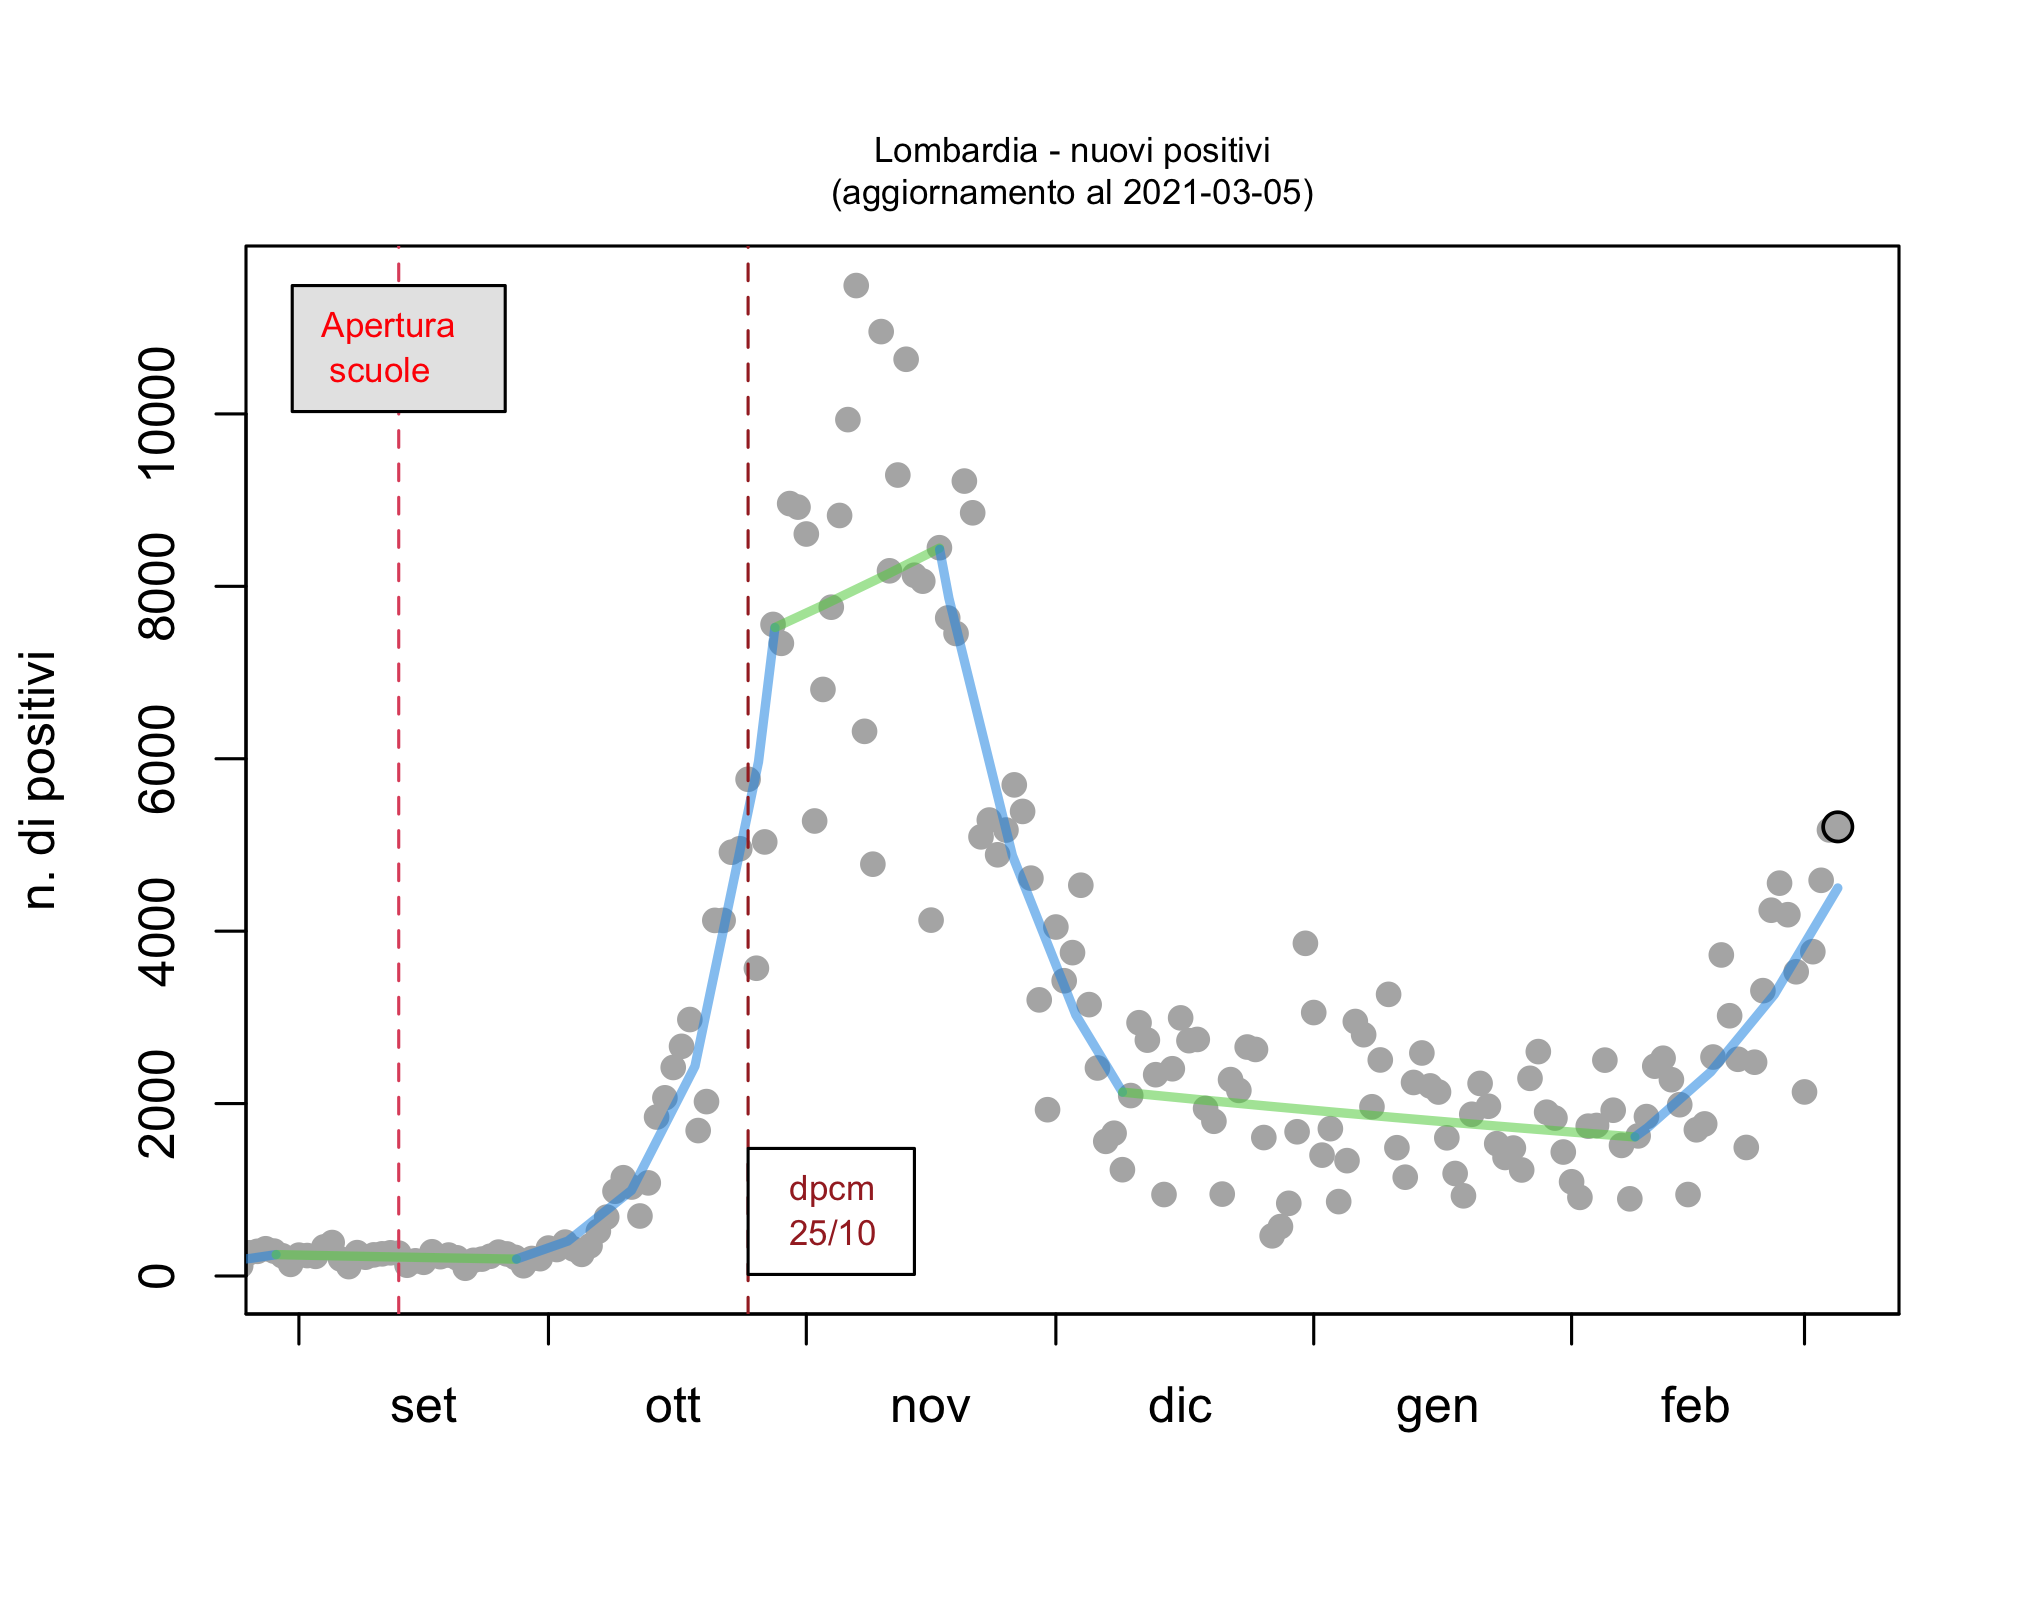 Lombardia - nuovi positivi
(aggiornamento al 2021-03-05)
Apertura
scuole
n. di positivi
10000
8000
6000
4000
2000
0
dpcm
25/10
set ott nov dic gen feb